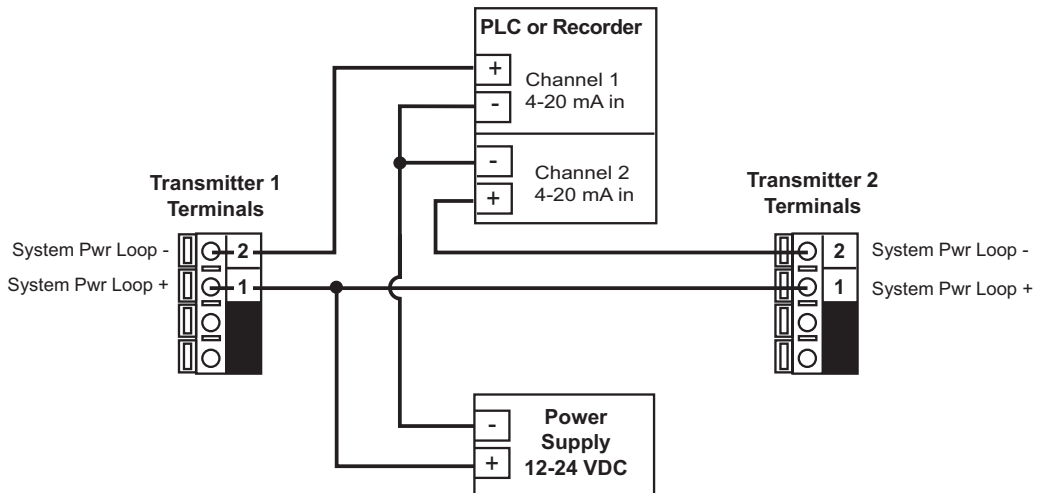 PLC or Recorder
+
Channel 1
4-20 mA in
-
-
Channel 2
4-20 mA in
+
Transmitter 1
Terminals
System Pwr Loop -
2
System Pwr Loop +
1
Transmitter 2
Terminals
2
System Pwr Loop -
1
System Pwr Loop +
-
+
Power
Supply
12-24 VDC